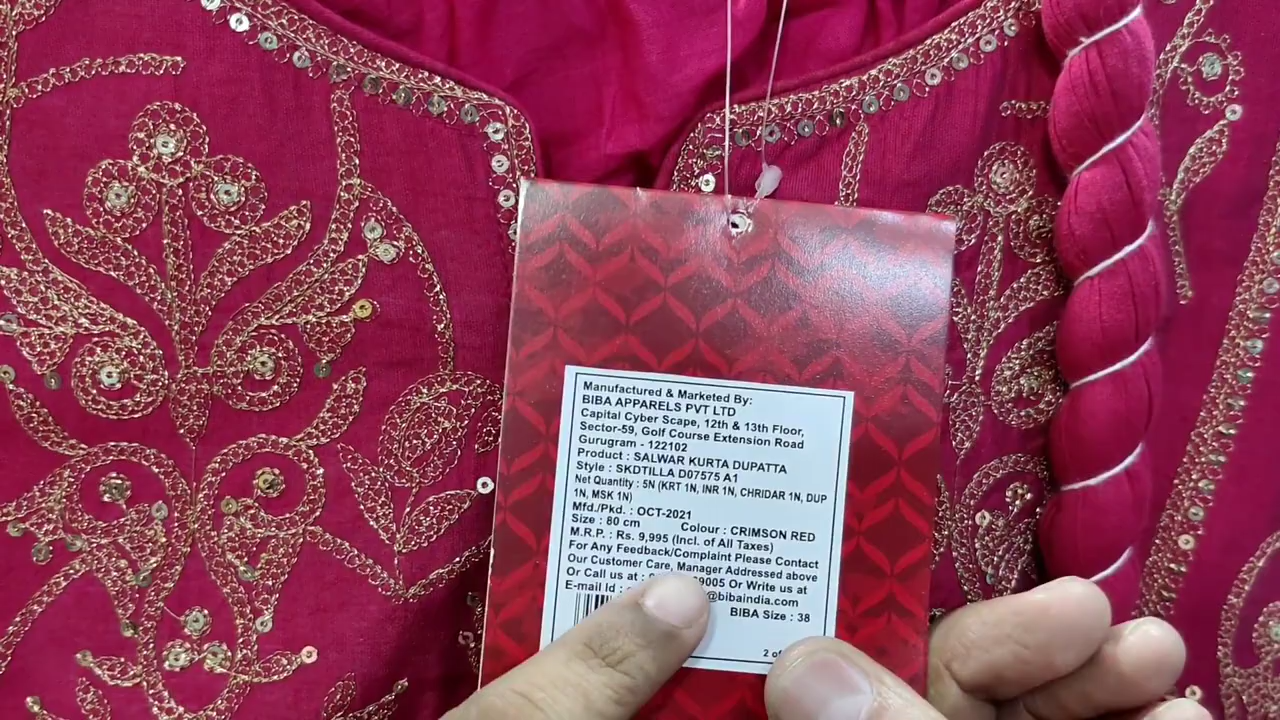 Manufactured & Marketed By:
BIBA APPARELS PVT LTD
Capital Cyber Scape, 12th & 13th Floor,
Sector-59, Golf Course Extension Road
Gurugram - 122102
Product : SALWAR KURTA DUPATTA
Style : SKDTILLA D07575 A1
Net Quantity : 5N (KRT 1N, INR 1N, CHRIDAR 1N, DUP
1N, MSK 1N)
Mfd./Pkd. : OCT-2021
Size : 80 cm Colour : CRIMSON RED
M.R.P. : Rs. 9,995 (Incl. of All Taxes)
For Any Feedback/Complaint Please Contact
Our Customer Care, Manager Addressed above
Or Call us at : 9005 Or Write us at
E-mail Id : @bibaindia.com
BIBA Size : 38
2 of